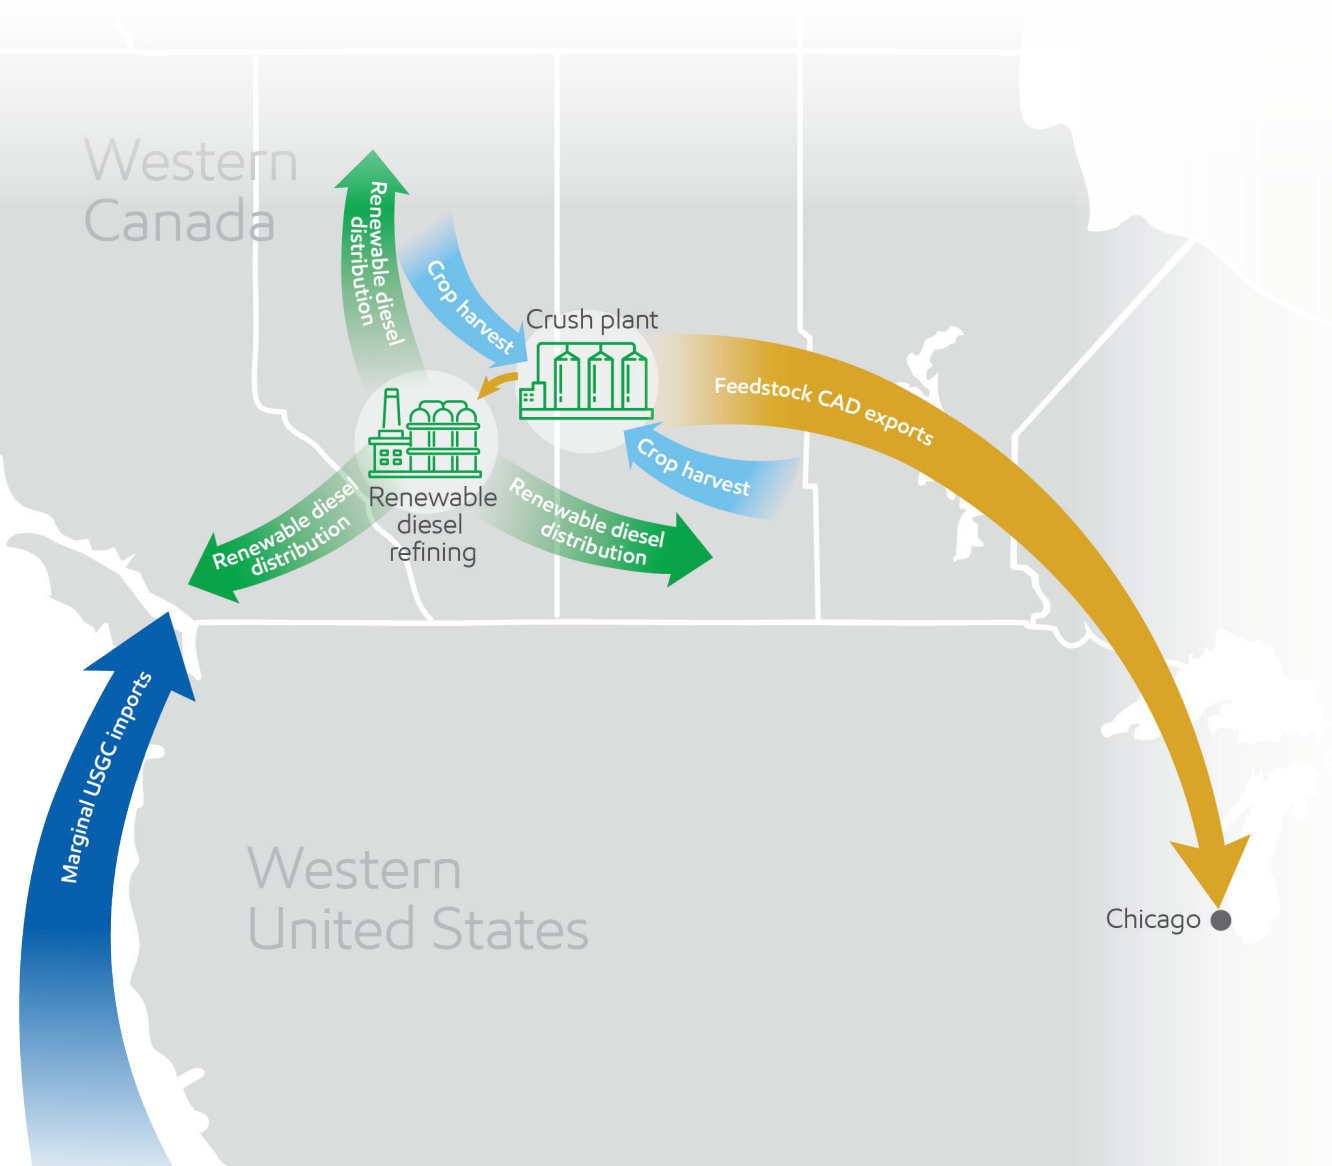 Western
Canada
Renewable diesel
distribution
Crop harvest
Crush plant
Feedstock CAD exports
Crop harvest
Renewable
diesel
refining
Renewable diesel
distribution
Renewable diesel
distribution
Marginal USGC imports
Western
United States
Chicago